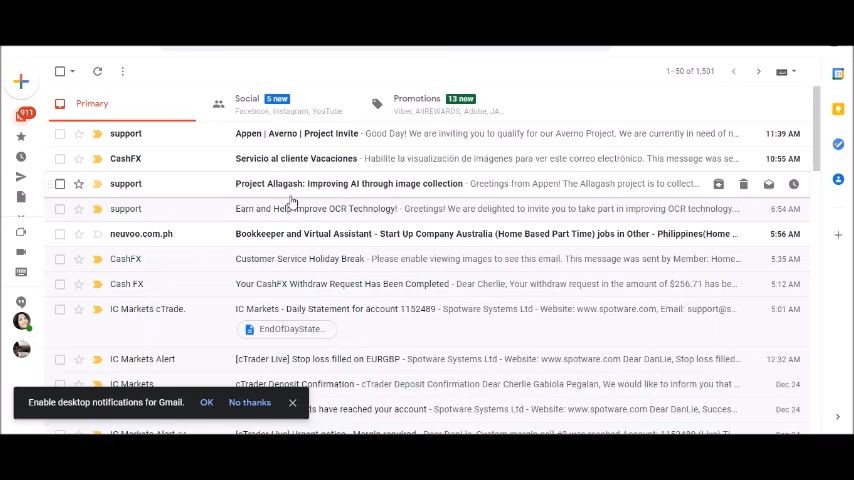 1–50 of 1,501
Primary
Social 5 new
Facebook, Instagram, YouTube
Promotions 13 new
Viber, AllREWARDS, Adobe, JA...
911
support Appen | Averno | Project Invite - Good Day! We are inviting you to qualify for our Averno Project. We are currently in need of n... 11:39 AM
CashFX Servicio al cliente Vacaciones - Habilite la visualización de imágenes para ver este correo electrónico. This message was se... 10:55 AM
support Project Allagash: Improving AI through image collection - Greetings from Appen! The Allagash project is to collect...
support Earn and Help Improve OCR Technology! - Greetings! We are delighted to invite you to take part in improving OCR technology.... 6:54 AM
neuvoo.com.ph Bookkeeper and Virtual Assistant - Start Up Company Australia (Home Based Part Time) jobs in Other - Philippines(Home ... 5:56 AM
CashFX Customer Service Holiday Break - Please enable viewing images to see this email. This message was sent by Member: Home... 5:35 AM
Cash FX Your CashFX Withdraw Request Has Been Completed - Dear Cherlie, Your withdraw request in the amount of $256.71 has be... 5:12 AM
IC Markets cTrade. IC Markets - Daily Statement for account 1152489 - Spotware Systems Ltd - Website: www.spotware.com, Email: support@s... 5:01 AM
EndOfDayState...
IC Markets Alert [cTrader Live] Stop loss filled on EURGBP - Spotware Systems Ltd - Website: www.spotware.com Dear DanLie, Stop loss filled... 12:32 AM
IC Markets cTrader Deposit Confirmation - cTrader Deposit Confirmation Dear Cherlie Gabiola Pegalan, We would like to inform you that ... Dec 24
Enable desktop notifications for Gmail. OK No thanks
ds have reached your account - Spotware Systems Ltd - Website: www.spotware.com Dear DanLie, Succes... Dec 24